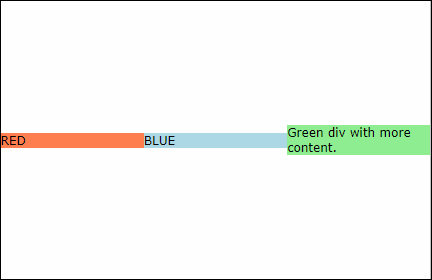 RED
BLUE
Green div with more
content.